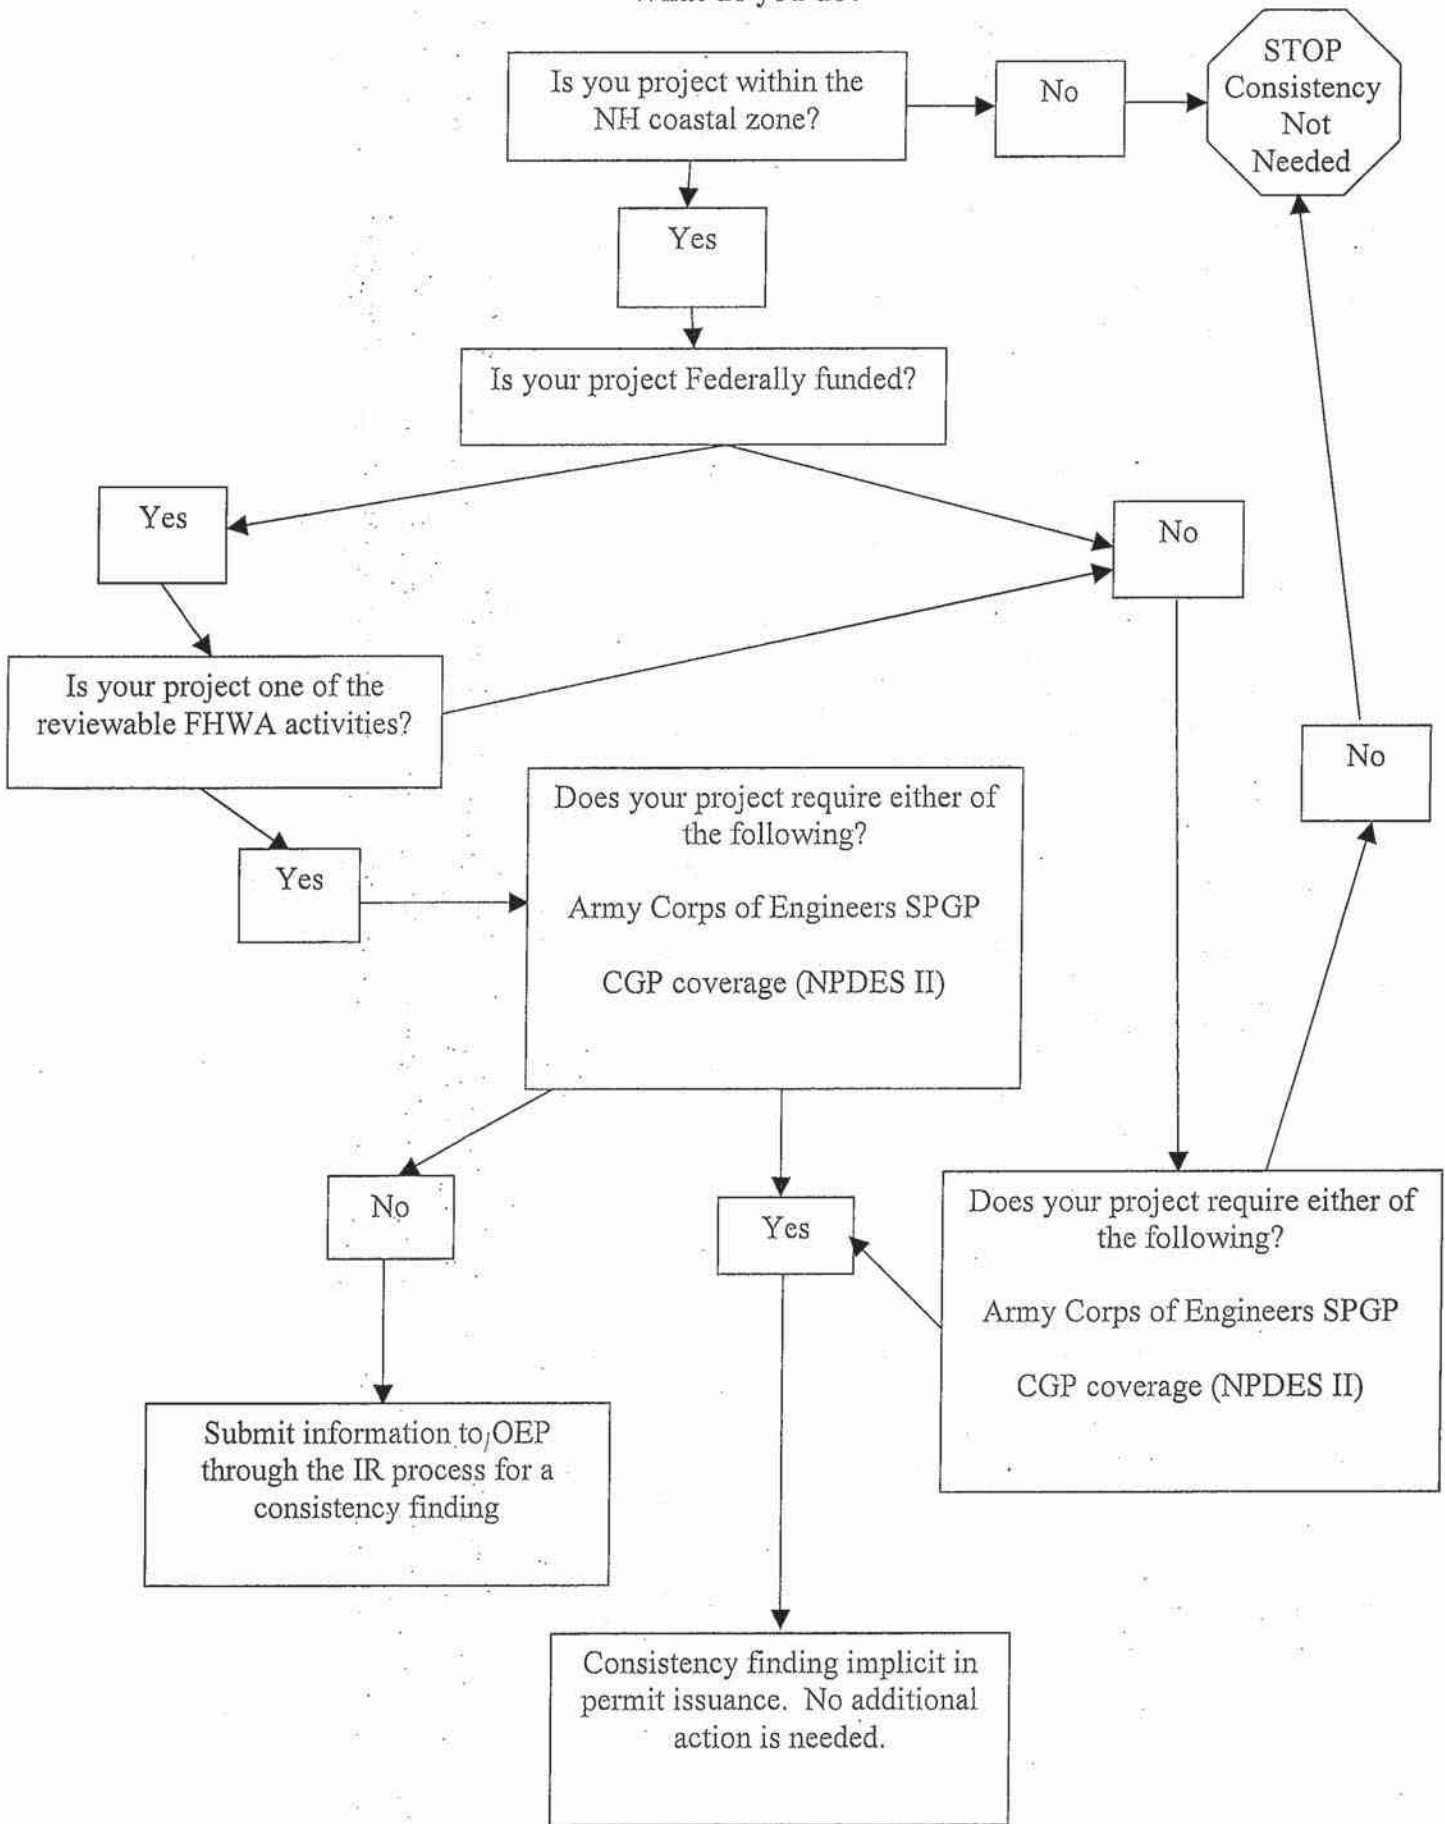 Is you project within the
NH coastal zone?
No
STOP
Consistency
Not
Needed
Yes
Is your project Federally funded?
Yes
No
Is your project one of the
reviewable FHWA activities?
No
Does your project require either of
the following?
Army Corps of Engineers SPGP
CGP coverage (NPDES II)
Yes
No
Yes
Does your project require either of
the following?
Army Corps of Engineers SPGP
CGP coverage (NPDES II)
Submit information to OEP
through the IR process for a
consistency finding
Consistency finding implicit in
permit issuance. No additional
action is needed.